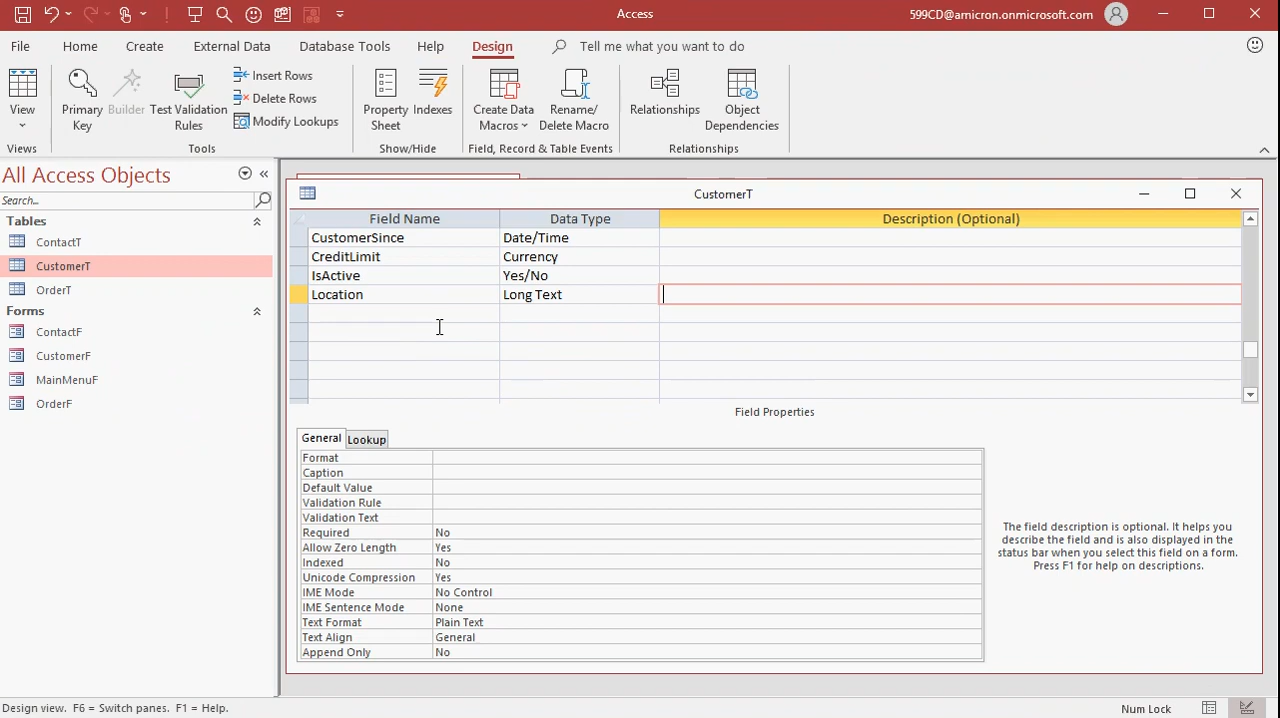 Access
599CD@amicron.onmicrosoft.com
File Home Create External Data Database Tools Help Design Tell me what you want to do
View
Primary Key
Builder
Test Validation Rules
Insert Rows
Delete Rows
Modify Lookups
Property Sheet
Indexes
Create Data Macros
Rename/ Delete Macro
Relationships
Object Dependencies
Views
Tools
Show/Hide
Field, Record & Table Events
Relationships
All Access Objects
Search...
Tables
ContactT
CustomerT
OrderT
Forms
ContactF
CustomerF
MainMenuF
OrderF
CustomerT
Field Name Data Type Description (Optional)
CustomerSince Date/Time
CreditLimit Currency
IsActive Yes/No
Location Long Text
Field Properties
General Lookup
Format
Caption
Default Value
Validation Rule
Validation Text
Required No
Allow Zero Length Yes
Indexed No
Unicode Compression Yes
IME Mode No Control
IME Sentence Mode None
Text Format Plain Text
Text Align General
Append Only No
The field description is optional. It helps you
describe the field and is also displayed in the
status bar when you select this field on a form.
Press F1 for help on descriptions.
Design view. F6 = Switch panes. F1 = Help.
Num Lock